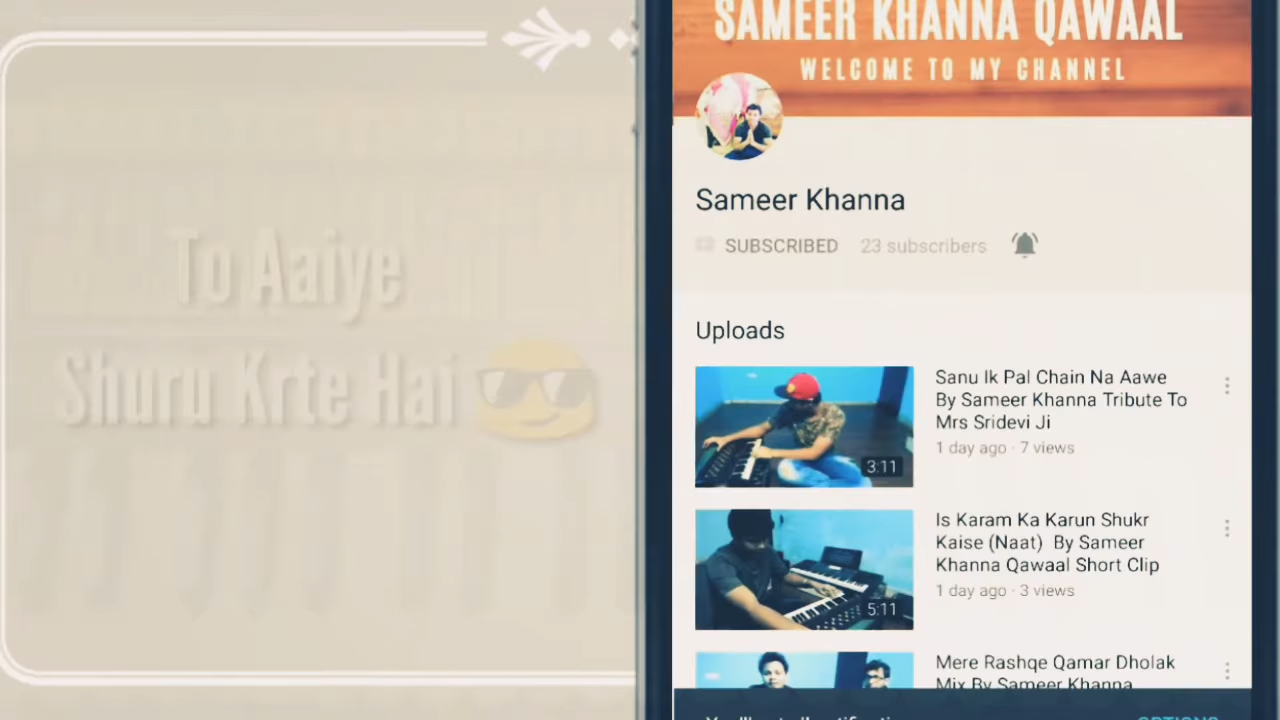 To Aaiye
Shuru Krte Hai
SAMEER KHANNA QAWAAL
WELCOME TO MY CHANNEL
Sameer Khanna
SUBSCRIBED 23 subscribers
Uploads
Sanu Ik Pal Chain Na Aawe
By Sameer Khanna Tribute To
Mrs Sridevi Ji
1 day ago · 7 views
3:11
Is Karam Ka Karun Shukr
Kaise (Naat) By Sameer
Khanna Qawaal Short Clip
1 day ago · 3 views
5:11
Mere Rashqe Qamar Dholak
Mix By Sameer Khanna
OPTIONS